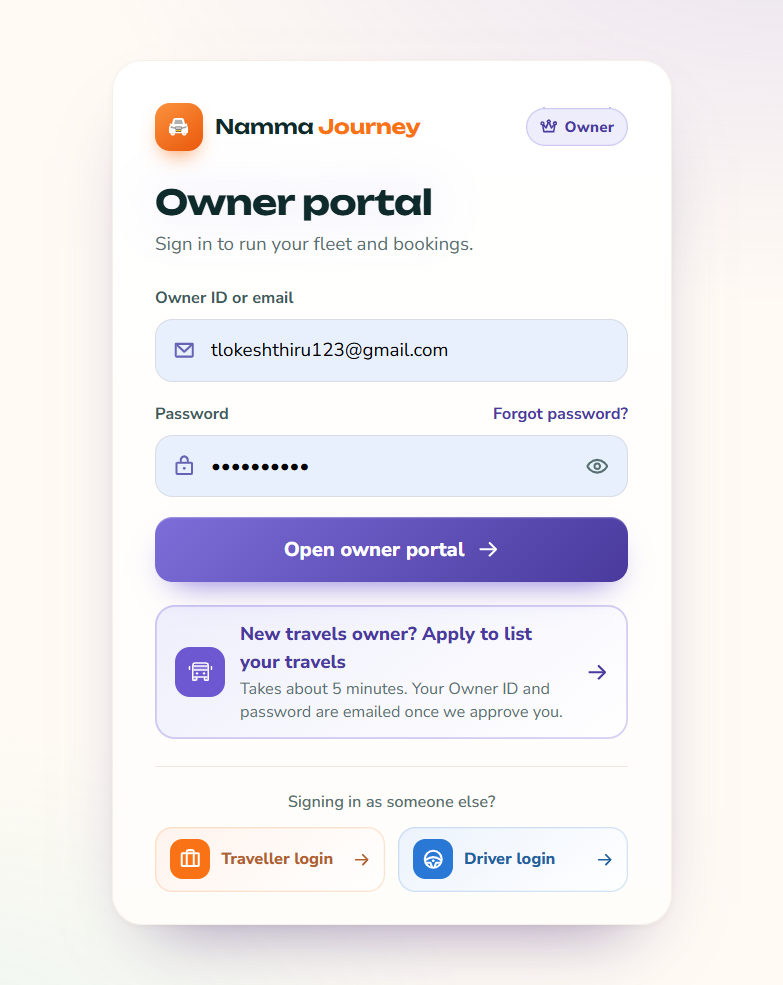 Namma Journey
Owner
Owner portal
Sign in to run your fleet and bookings.
Owner ID or email
tlokeshthiru123@gmail.com
Password
Forgot password?
••••••••••
Open owner portal →
New travels owner? Apply to list
your travels
Takes about 5 minutes. Your Owner ID and
password are emailed once we approve you.
→
Signing in as someone else?
Traveller login →
Driver login →